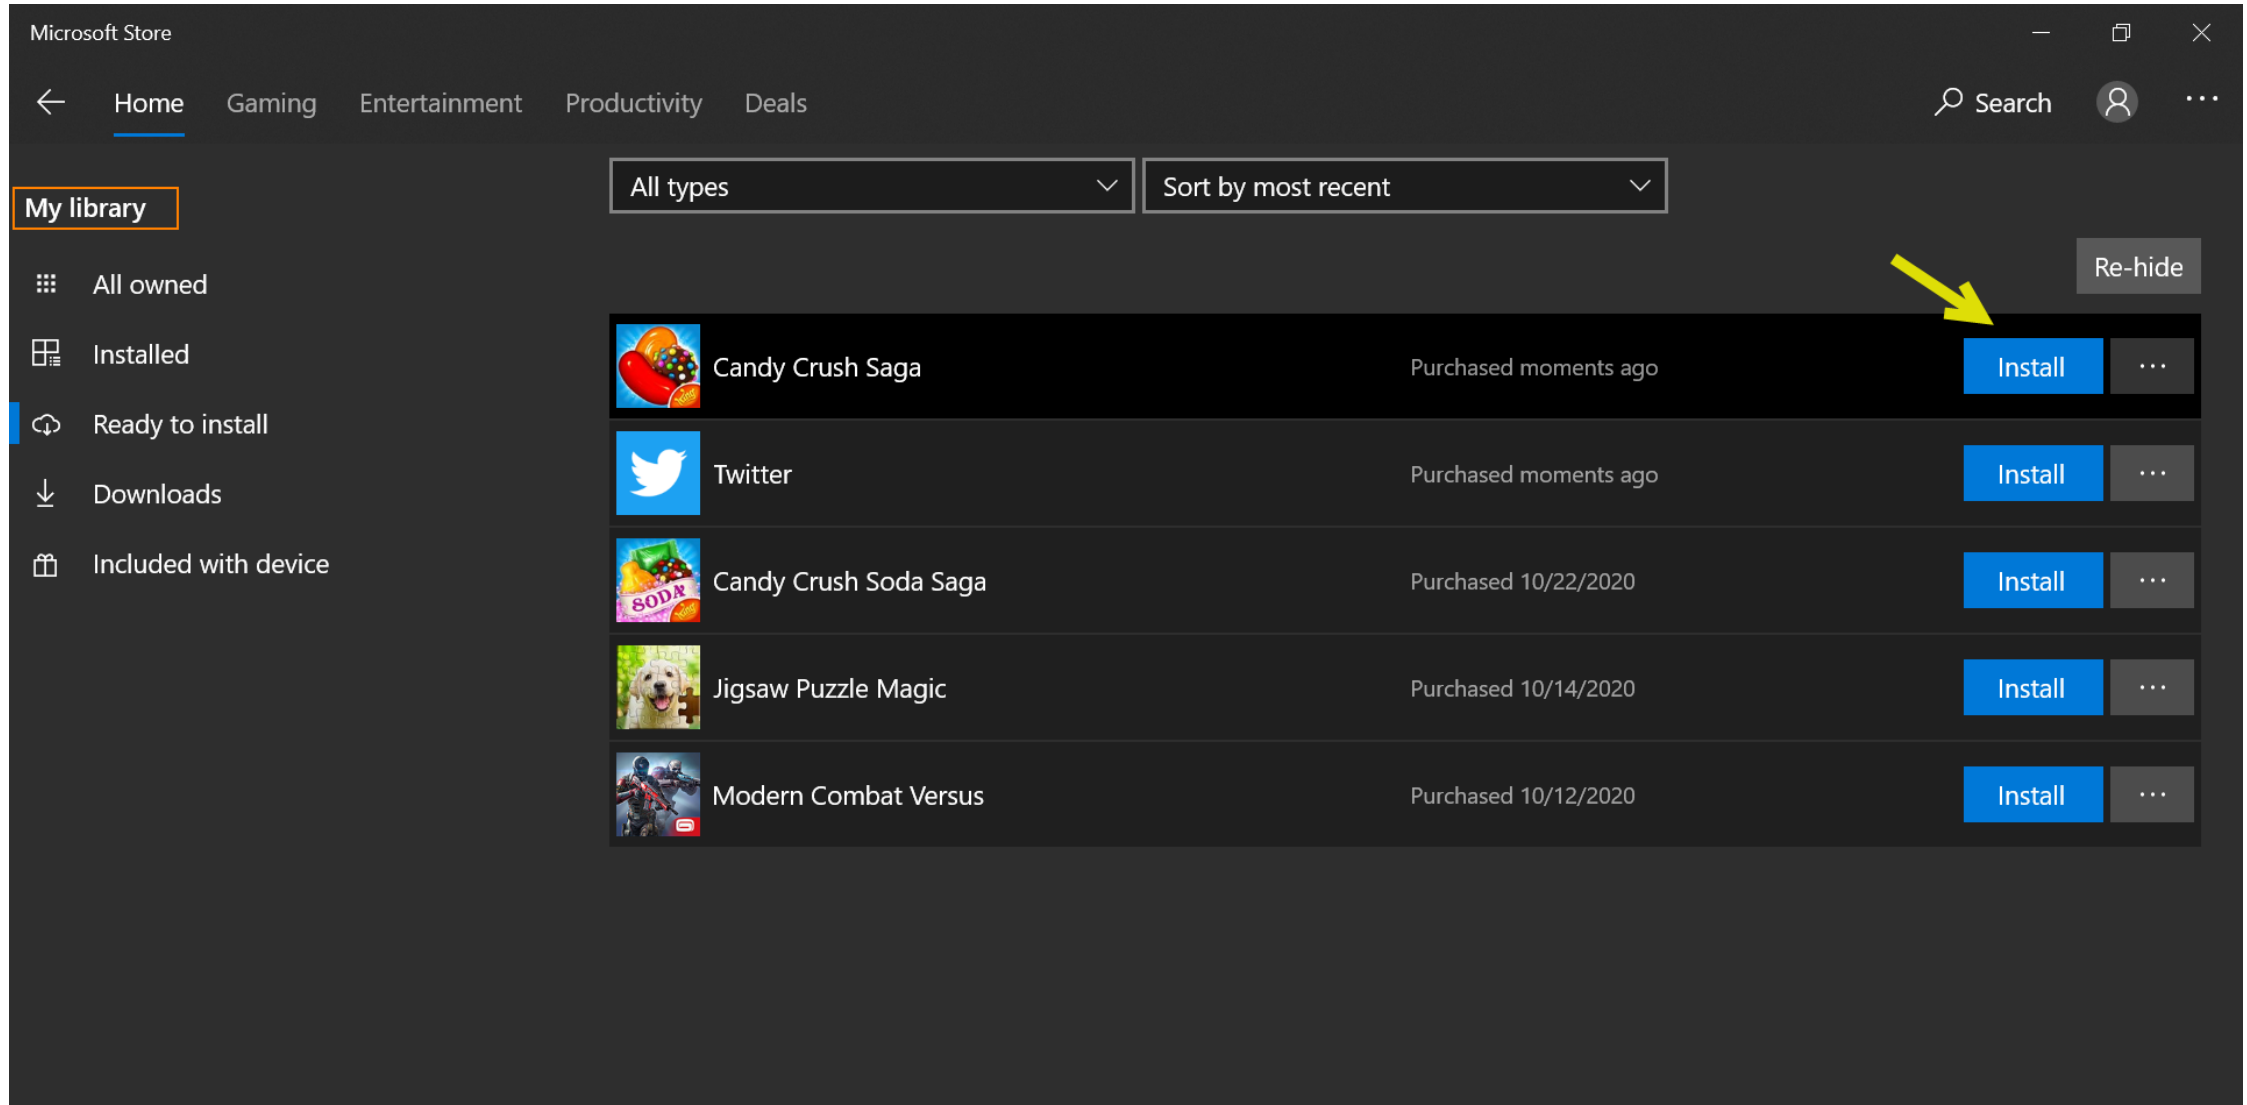 Microsoft Store
Home Gaming Entertainment Productivity Deals Search
All types Sort by most recent
My library
Re-hide
All owned
Installed
Ready to install
Downloads
Included with device
Candy Crush Saga Purchased moments ago Install
Twitter Purchased moments ago Install
SODA
King
Candy Crush Soda Saga Purchased 10/22/2020 Install
Jigsaw Puzzle Magic Purchased 10/14/2020 Install
Modern Combat Versus Purchased 10/12/2020 Install